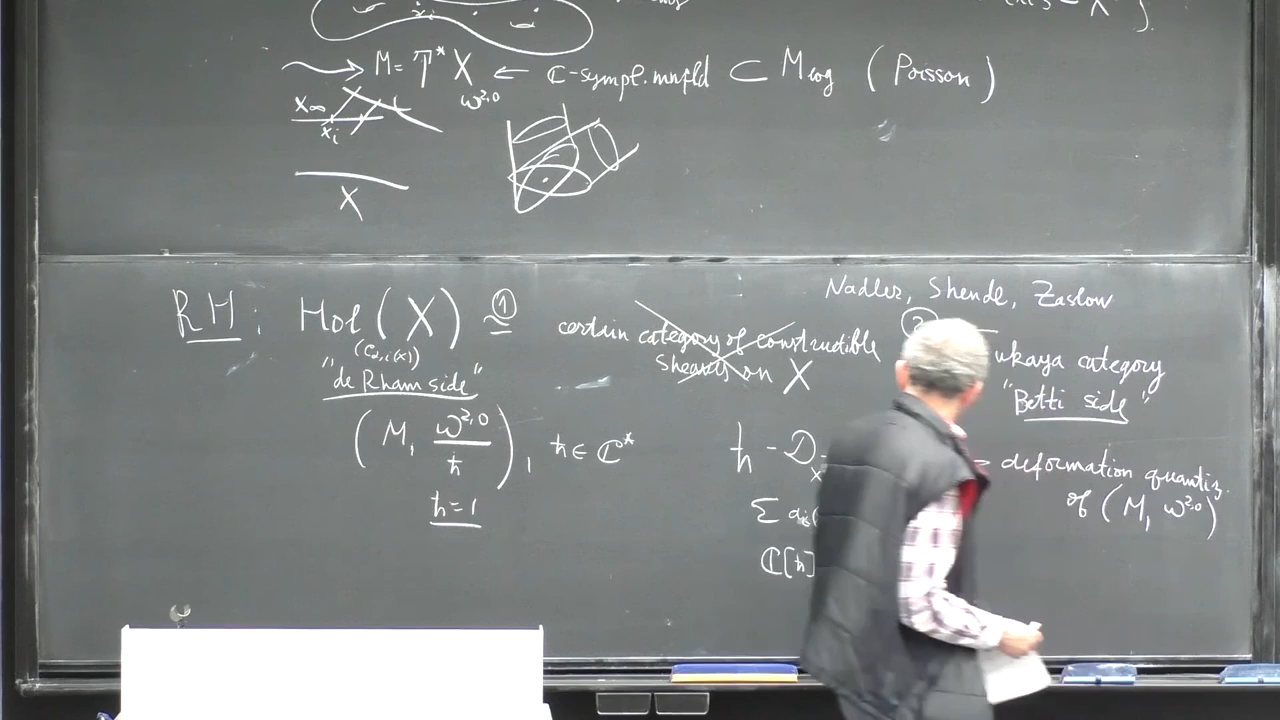 x_i
M = T* X ← ℂ-sympl. mnfld ⊂ M_log (Poisson)
ω^{2,0}
x_∞
x_i
X
Nadler, Shende, Zaslow
RH: Hol(X) ≃ ①
certain category of constructible
sheaves on X
(C_{α,i}(x))
"de Rham side"
②
ukaya category
"Betti side"
(M, ω^{2,0}/ħ), ħ ∈ ℂ*
ħ = 1
ħ - D_X
→ deformation quantiz.
of (M, ω^{2,0})
Σ
ℂ[ħ]